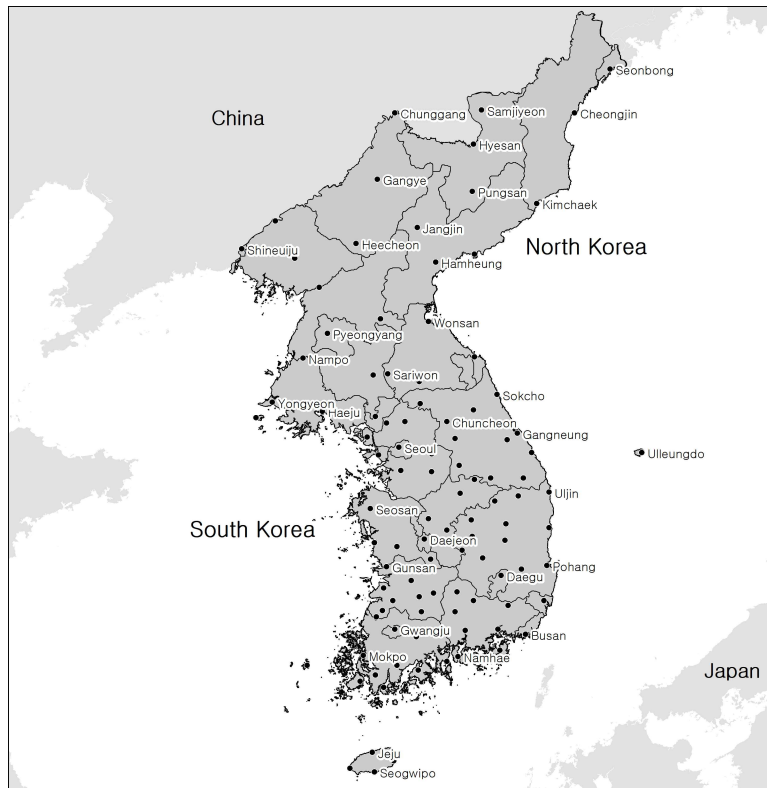 Seonbong
Chunggang
Samjiyeon
Cheongjin
China
Hyesan
Gangye
Pungsan
Kimchaek
Jangjin
Shineuiju
Heecheon
North Korea
Hamheung
Wonsan
Pyeongyang
Nampo
Sariwon
Sokcho
Yongyeon
Haeju
Chuncheon
Gangneung
Seoul
Ulleungdo
Uljin
Seosan
South Korea
Daejeon
Gunsan
Pohang
Daegu
Gwangju
Busan
Mokpo
Namhae
Japan
Jeju
Seogwipo